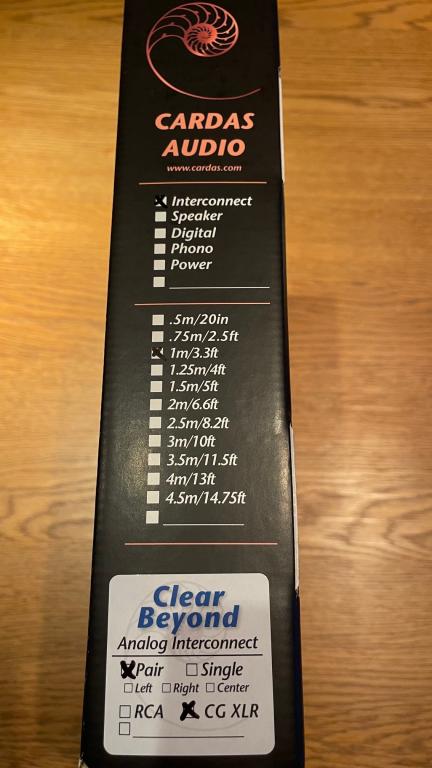 CARDAS
AUDIO
www.cardas.com
Interconnect
Speaker
Digital
Phono
Power
.5m/20in
.75m/2.5ft
1m/3.3ft
1.25m/4ft
1.5m/5ft
2m/6.6ft
2.5m/8.2ft
3m/10ft
3.5m/11.5ft
4m/13ft
4.5m/14.75ft
Clear
Beyond
Analog Interconnect
Pair Single
Left Right Center
RCA CG XLR